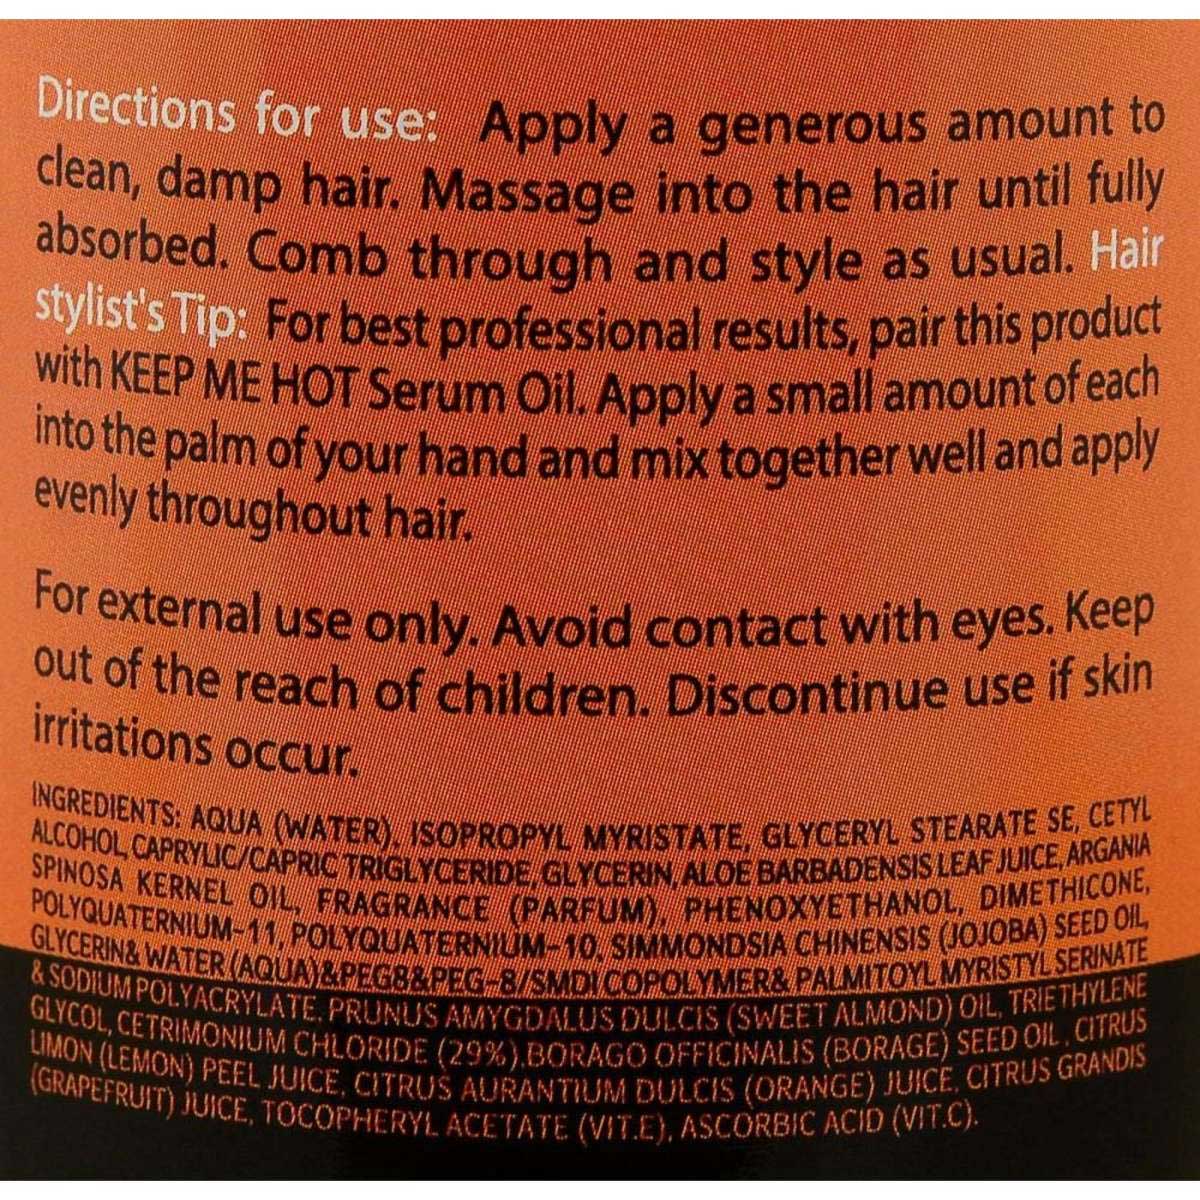 Directions for use: Apply a generous amount to
clean, damp hair. Massage into the hair until fully
absorbed. Comb through and style as usual. Hair
stylist's Tip: For best professional results, pair this product
with KEEP ME HOT Serum Oil. Apply a small amount of each
into the palm of your hand and mix together well and apply
evenly throughout hair.
For external use only. Avoid contact with eyes. Keep
out of the reach of children. Discontinue use if skin
irritations occur.
INGREDIENTS: AQUA (WATER), ISOPROPYL MYRISTATE, GLYCERYL STEARATE SE, CETYL
ALCOHOL, CAPRYLIC/CAPRIC TRIGLYCERIDE, GLYCERIN, ALOE BARBADENSIS LEAF JUICE, ARGANIA
SPINOSA KERNEL OIL, FRAGRANCE (PARFUM), PHENOXYETHANOL, DIMETHICONE,
POLYQUATERNIUM-11, POLYQUATERNIUM-10, SIMMONDSIA CHINENSIS (JOJOBA) SEED OIL,
GLYCERIN& WATER (AQUA)&PEG8&PEG-8/SMDI COPOLYMER& PALMITOYL MYRISTYL SERINATE
& SODIUM POLYACRYLATE. PRUNUS AMYGDALUS DULCIS (SWEET ALMOND) OIL, TRIETHYLENE
GLYCOL, CETRIMONIUM CHLORIDE (29%),BORAGO OFFICINALIS (BORAGE) SEED OIL . CITRUS
LIMON (LEMON) PEEL JUICE, CITRUS AURANTIUM DULCIS (ORANGE) JUICE. CITRUS GRANDIS
(GRAPEFRUIT) JUICE, TOCOPHERYL ACETATE (VIT.E), ASCORBIC ACID (VIT.C).